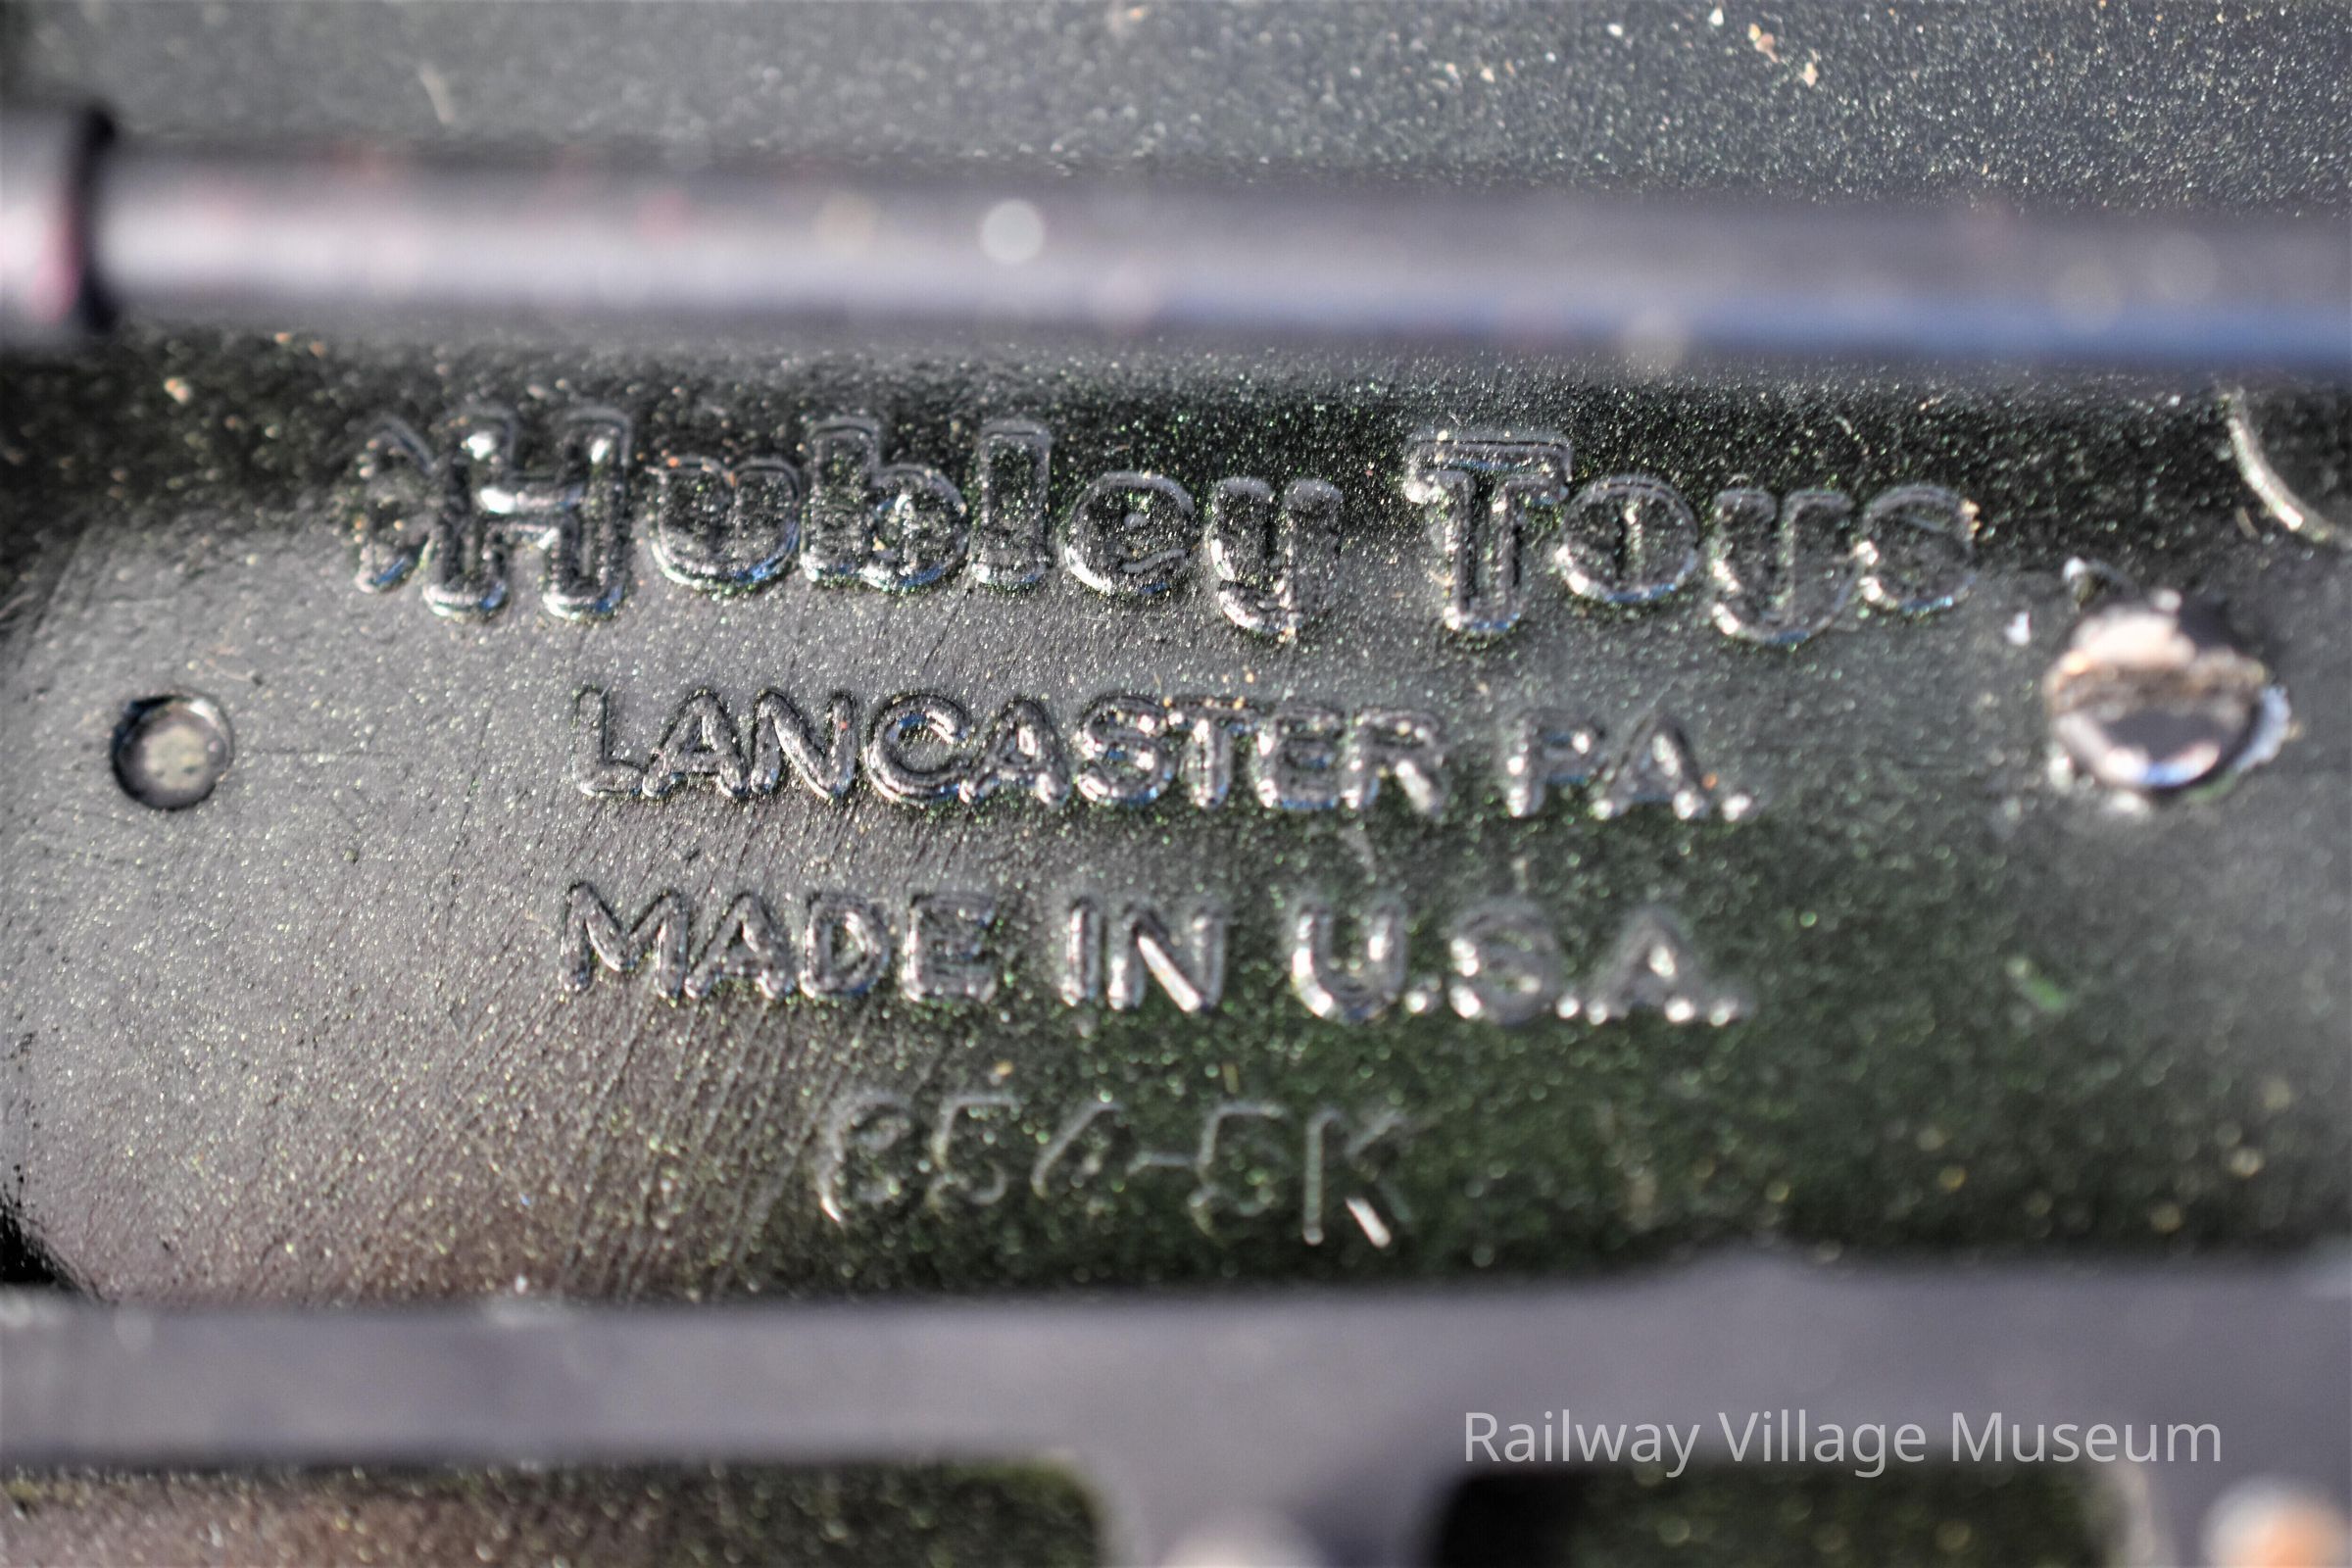 Hubley Toys
LANCASTER PA.
MADE IN U.S.A.
Railway Village Museum